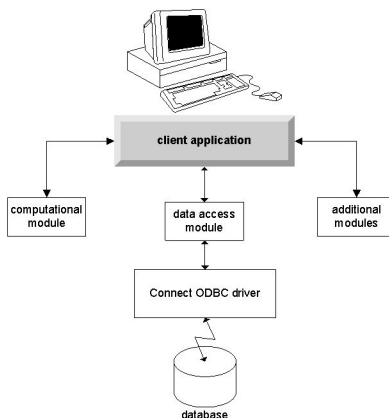 client application
computational
module
data access
module
additional
modules
Connect ODBC driver
database